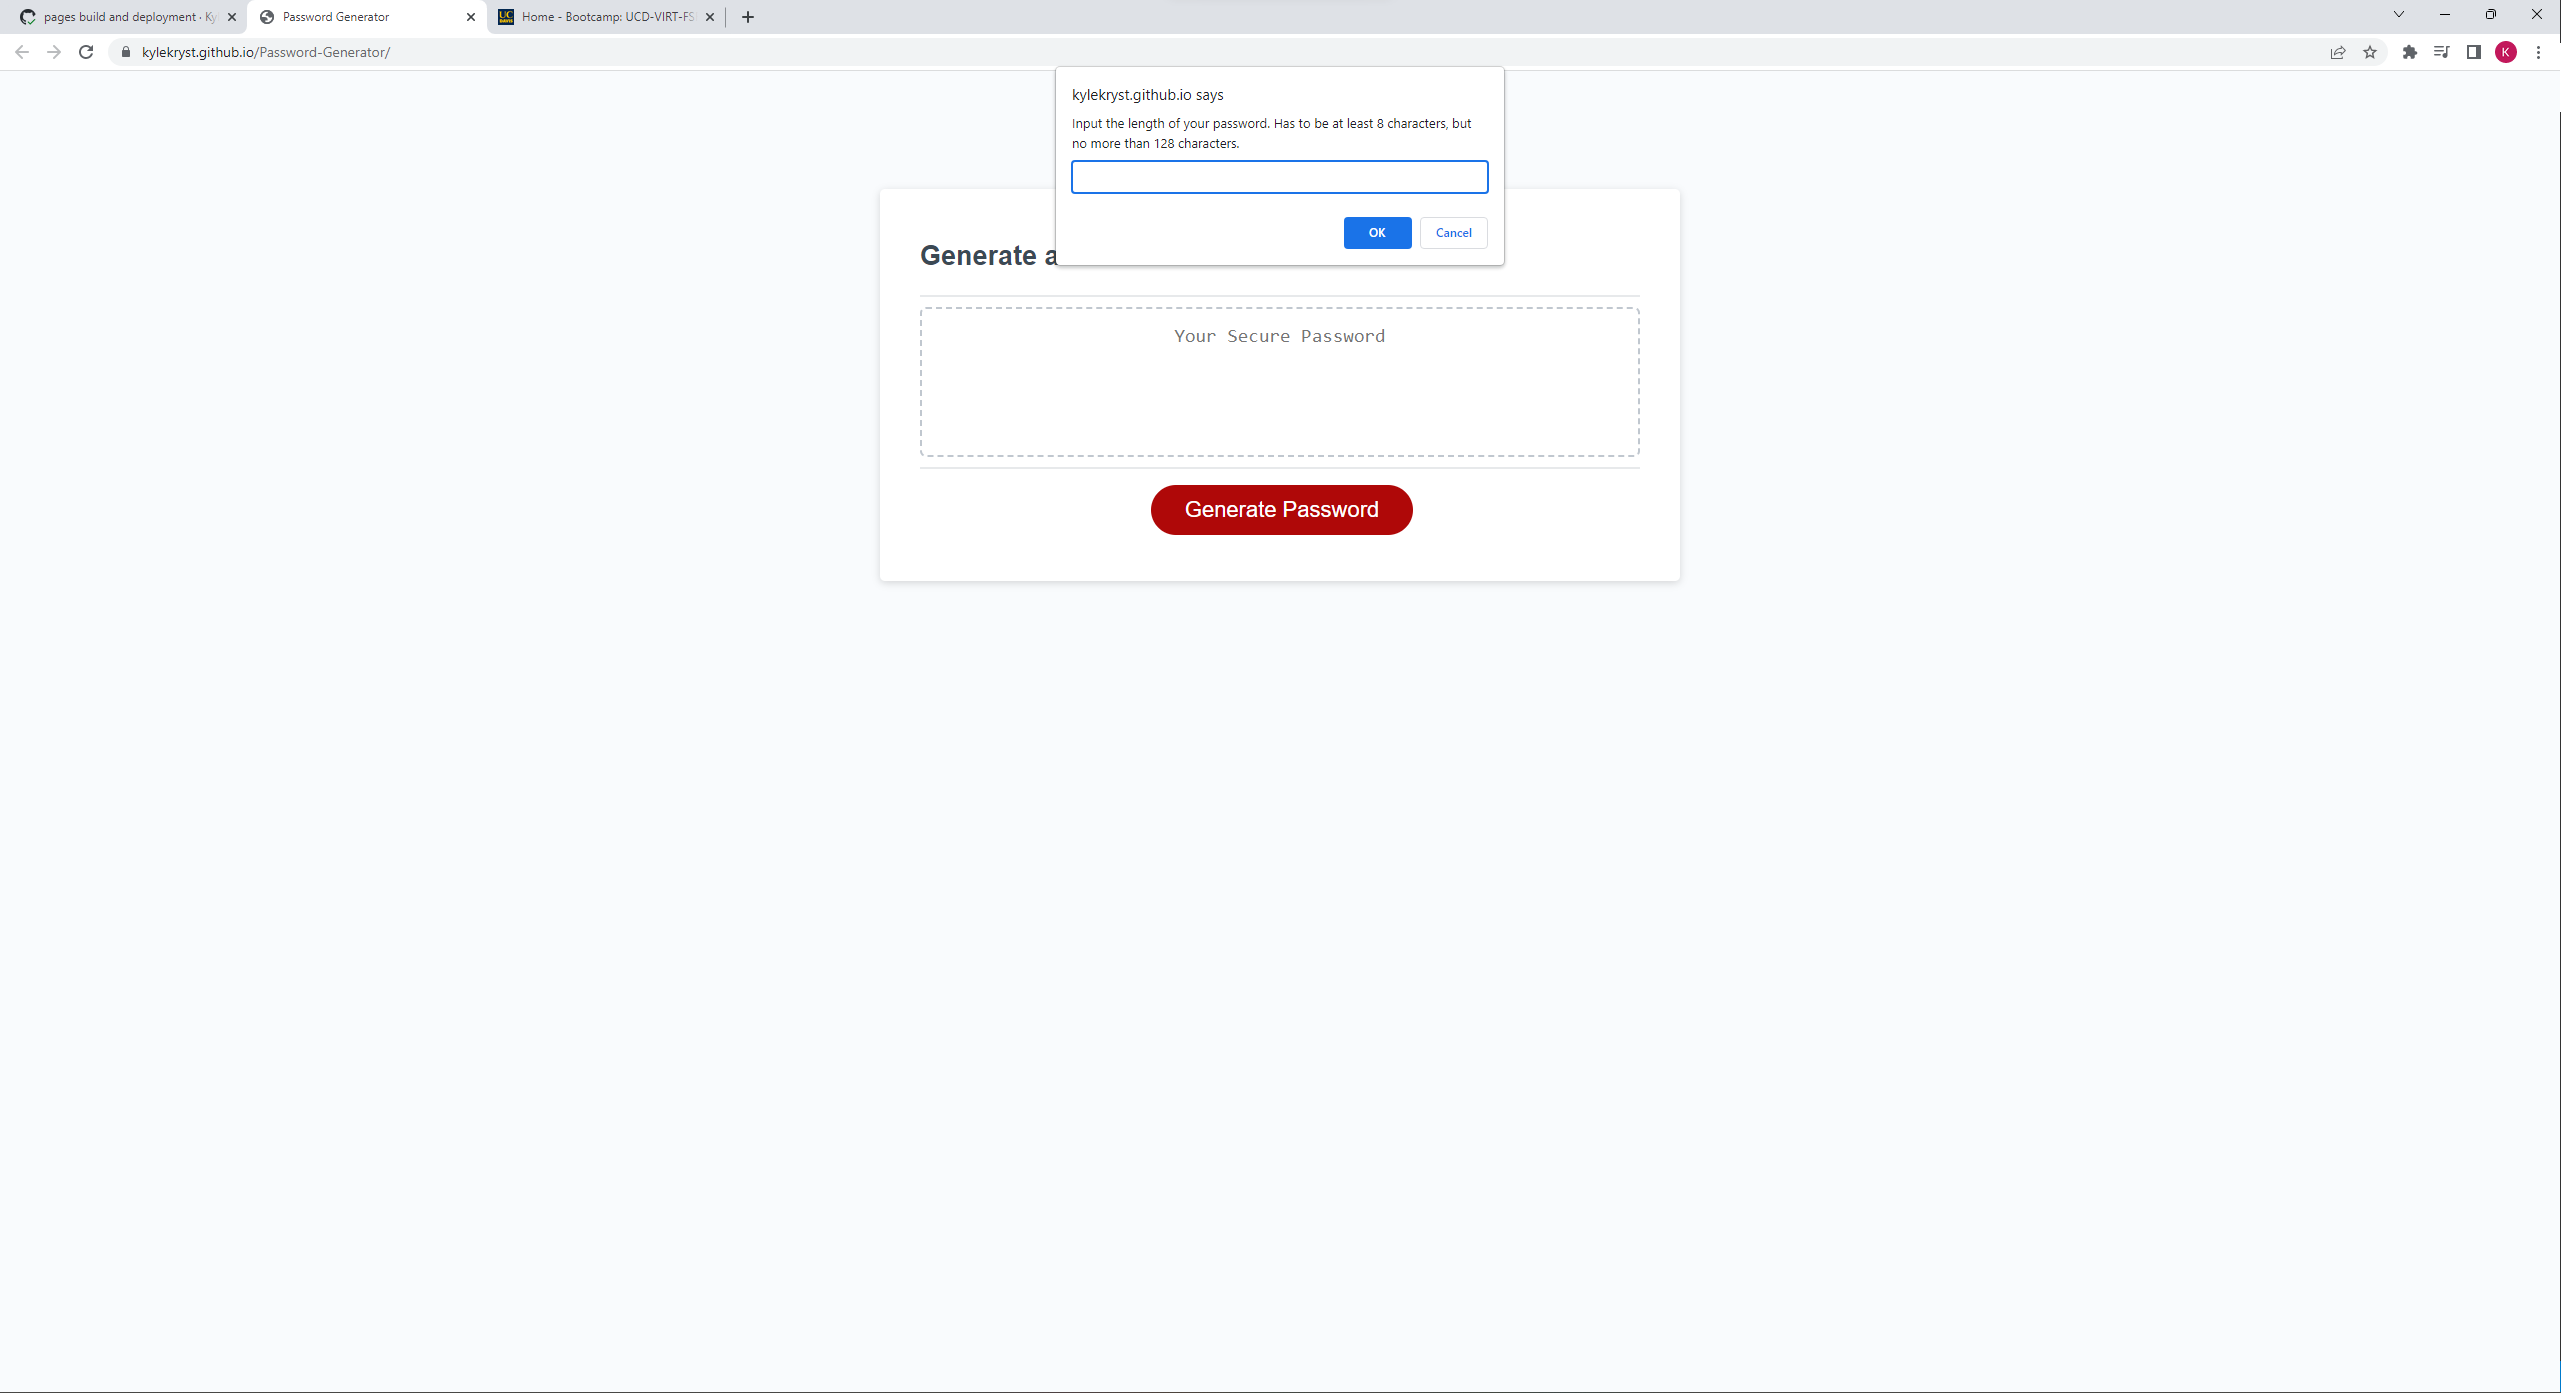 pages build and deployment · Ky
Password Generator
UC DAVIS
Home - Bootcamp: UCD-VIRT-FS
kylekryst.github.io/Password-Generator/
K
kylekryst.github.io says
Input the length of your password. Has to be at least 8 characters, but
no more than 128 characters.
OK
Cancel
Generate a
Your Secure Password
Generate Password